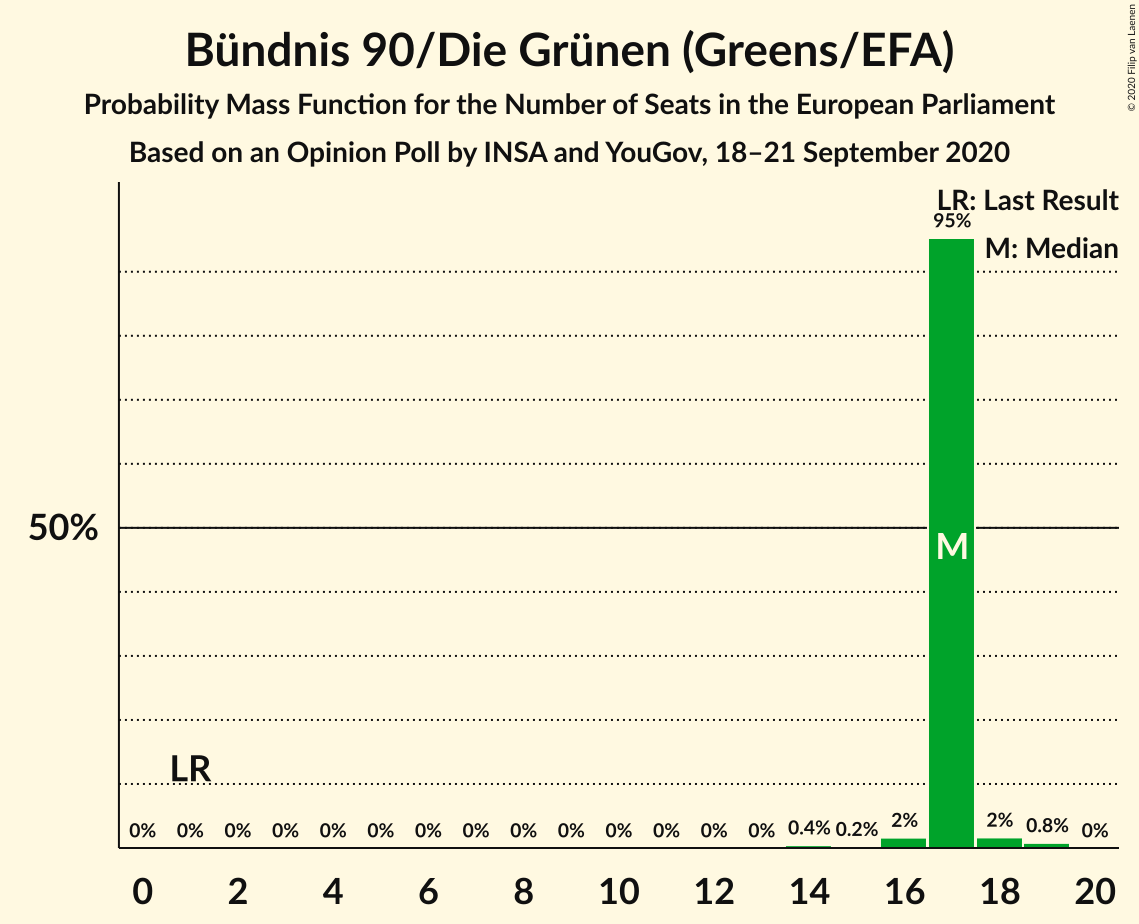 Bündnis 90/Die Grünen (Greens/EFA)
Probability Mass Function for the Number of Seats in the European Parliament
Based on an Opinion Poll by INSA and YouGov, 18–21 September 2020
© 2020 Filip van Laenen
LR: Last Result
95%
M: Median
50%
M
LR
0% 0% 0% 0% 0% 0% 0% 0% 0% 0% 0% 0% 0% 0% 0.4% 0.2% 2% 2% 0.8% 0%
0 2 4 6 8 10 12 14 16 18 20